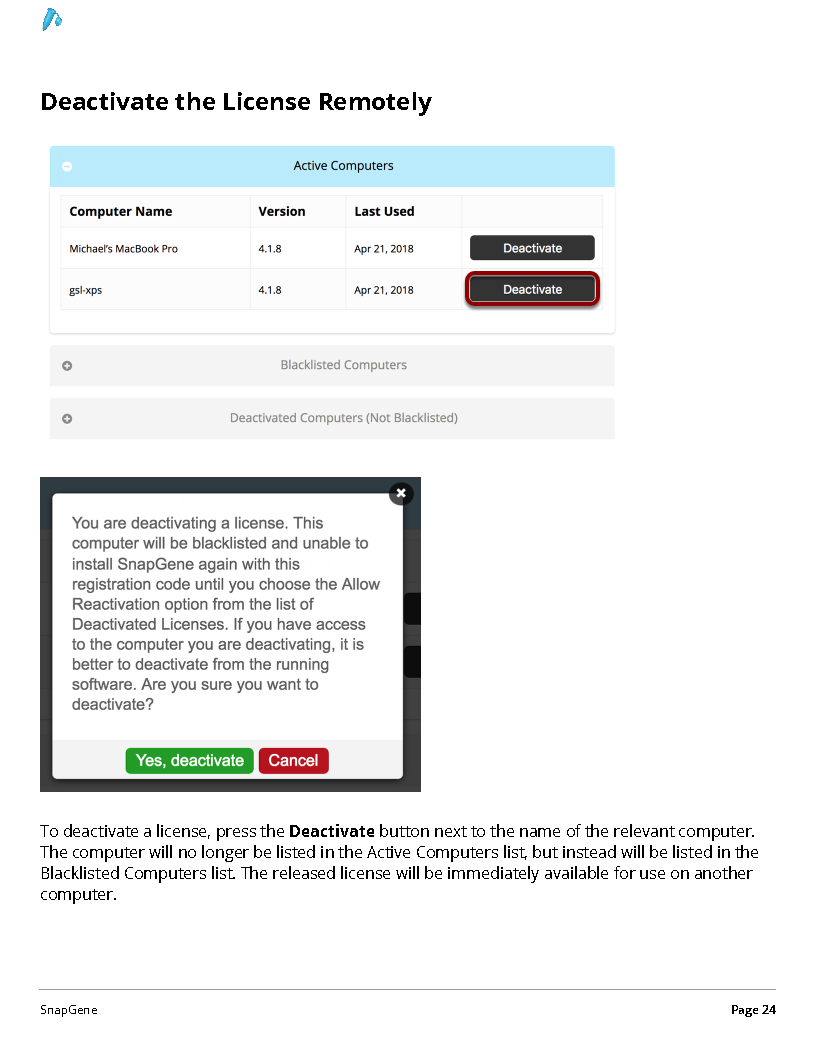 Deactivate the License Remotely
Active Computers
Computer Name Version Last Used
Michael's MacBook Pro 4.1.8 Apr 21, 2018 Deactivate
gsl-xps 4.1.8 Apr 21, 2018 Deactivate
Blacklisted Computers
Deactivated Computers (Not Blacklisted)
You are deactivating a license. This
computer will be blacklisted and unable to
install SnapGene again with this
registration code until you choose the Allow
Reactivation option from the list of
Deactivated Licenses. If you have access
to the computer you are deactivating, it is
better to deactivate from the running
software. Are you sure you want to
deactivate?
Yes, deactivate Cancel
To deactivate a license, press the Deactivate button next to the name of the relevant computer.
The computer will no longer be listed in the Active Computers list, but instead will be listed in the
Blacklisted Computers list. The released license will be immediately available for use on another
computer.
SnapGene Page 24